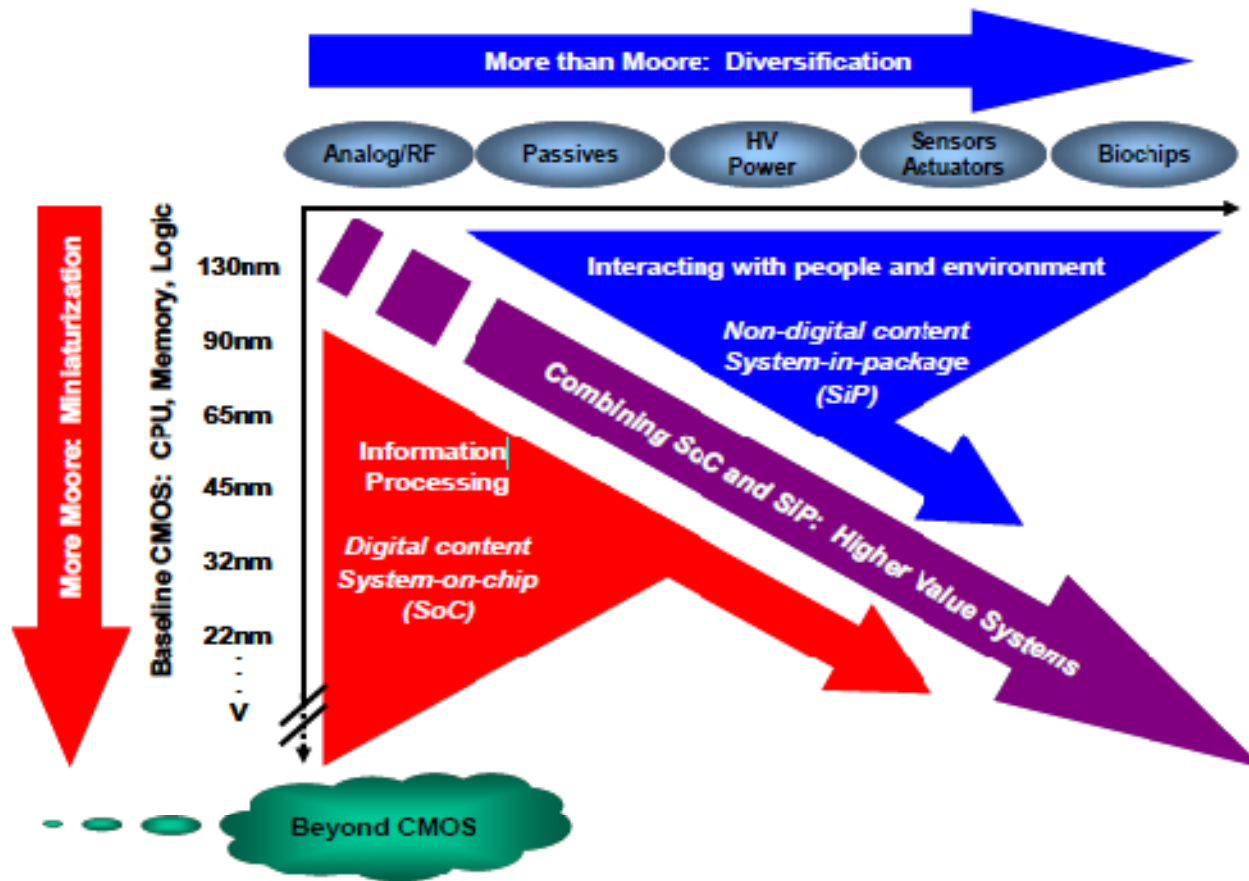 More than Moore: Diversification
Analog/RF
Passives
HV
Power
Sensors
Actuators
Biochips
More Moore: Miniaturization
Baseline CMOS: CPU, Memory, Logic
130nm
90nm
65nm
45nm
32nm
22nm
.
.
.
V
Interacting with people and environment
Non-digital content
System-in-package
(SiP)
Combining SoC and SiP: Higher Value Systems
Information
Processing
Digital content
System-on-chip
(SoC)
Beyond CMOS